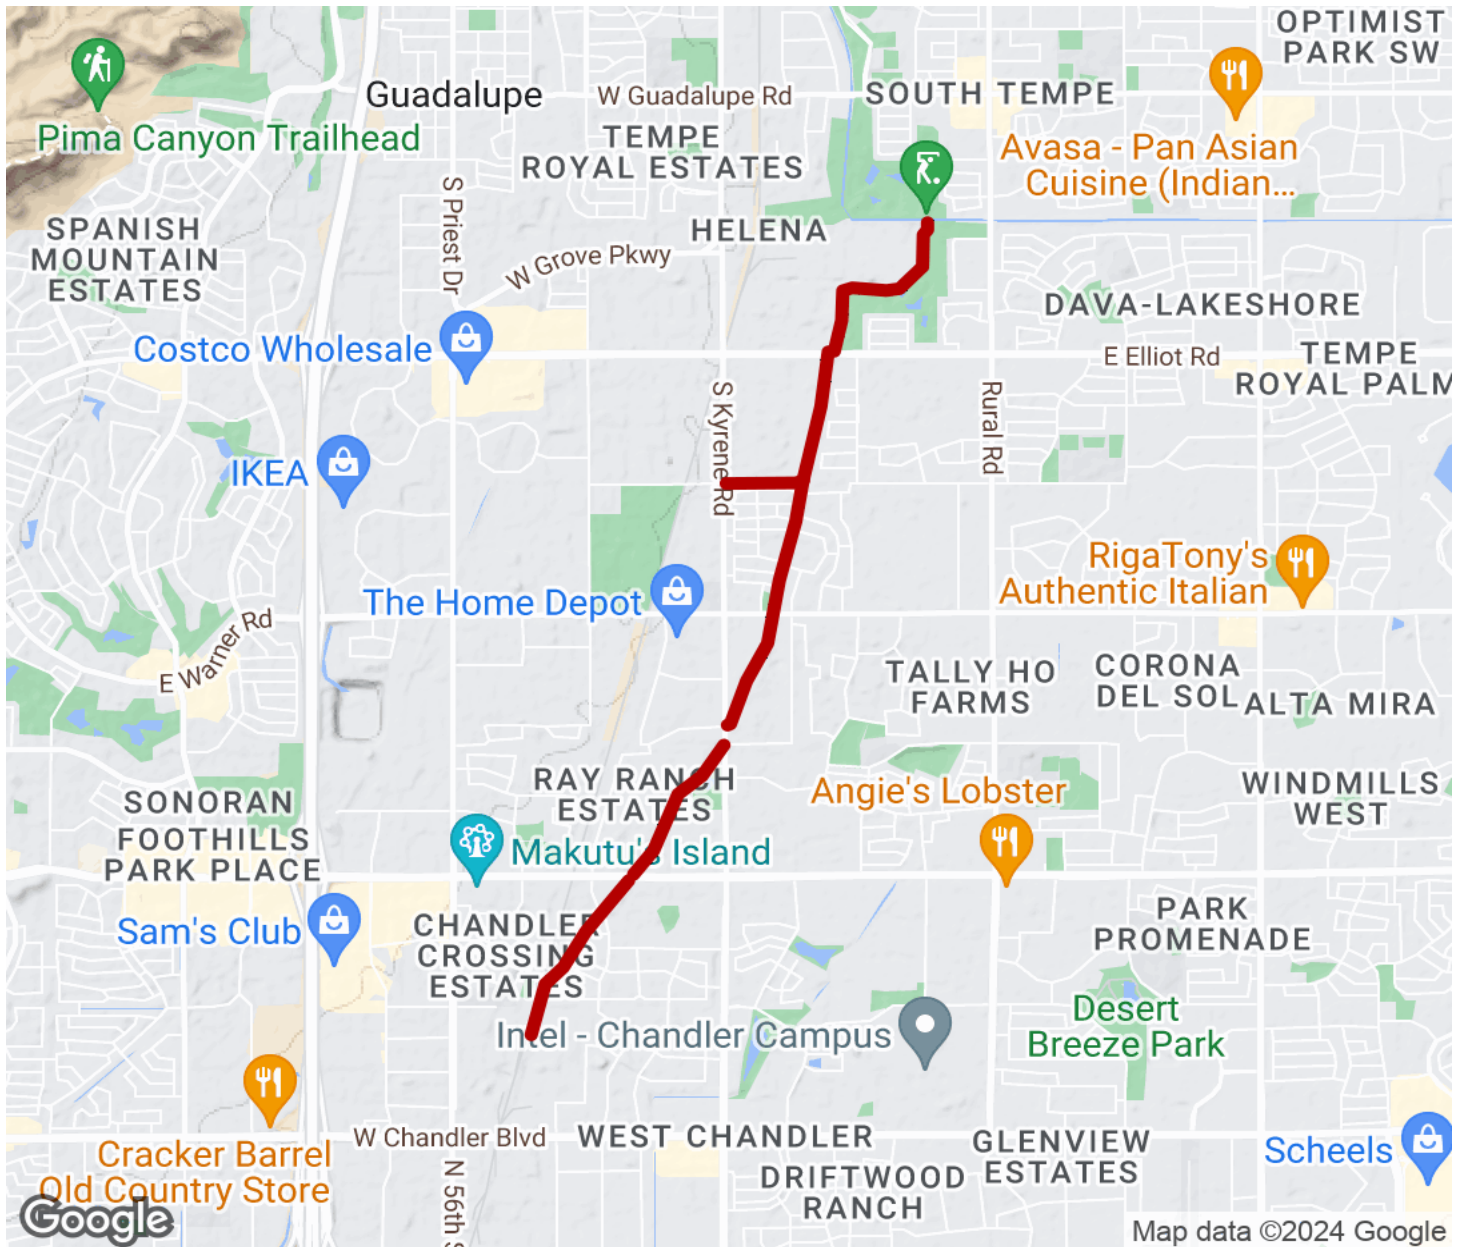 OPTIMIST
PARK SW
Guadalupe
W Guadalupe Rd
SOUTH TEMPE
Pima Canyon Trailhead
TEMPE
ROYAL ESTATES
Avasa - Pan Asian
Cuisine (Indian...
S Priest Dr
SPANISH
MOUNTAIN
ESTATES
HELENA
W Grove Pkwy
DAVA-LAKESHORE
Costco Wholesale
E Elliot Rd
TEMPE
ROYAL PALM
S Kyrene Rd
Rural Rd
IKEA
RigaTony's
Authentic Italian
The Home Depot
E Warner Rd
TALLY HO
FARMS
CORONA
DEL SOL
ALTA MIRA
RAY RANCH
ESTATES
Angie's Lobster
WINDMILLS
WEST
SONORAN
FOOTHILLS
PARK PLACE
Makutu's Island
Sam's Club
CHANDLER
CROSSING
ESTATES
PARK
PROMENADE
Intel - Chandler Campus
Desert
Breeze Park
W Chandler Blvd
WEST CHANDLER
GLENVIEW
ESTATES
Scheels
Cracker Barrel
Old Country Store
DRIFTWOOD
RANCH
N 56th S
Google
Map data ©2024 Google